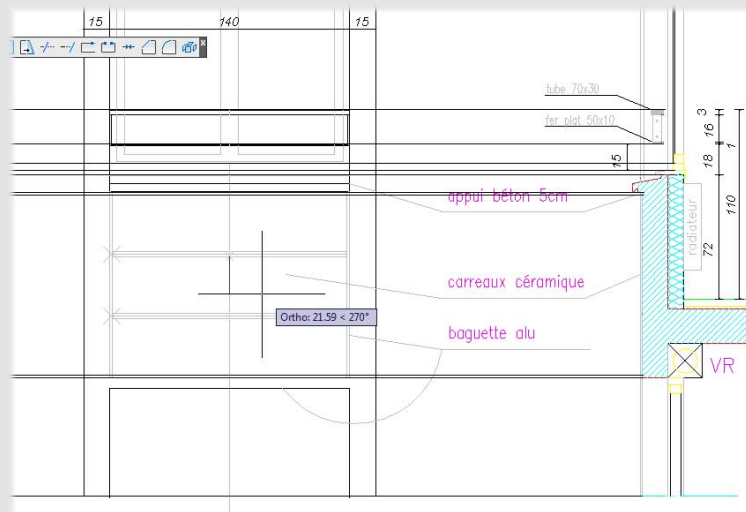 15 140 15
tube 70x30
fer plat 50x10
3
16
1
15
18
appui béton 5cm
radiateur
110
72
carreaux céramique
Ortho: 21.59 < 270°
baguette alu
VR